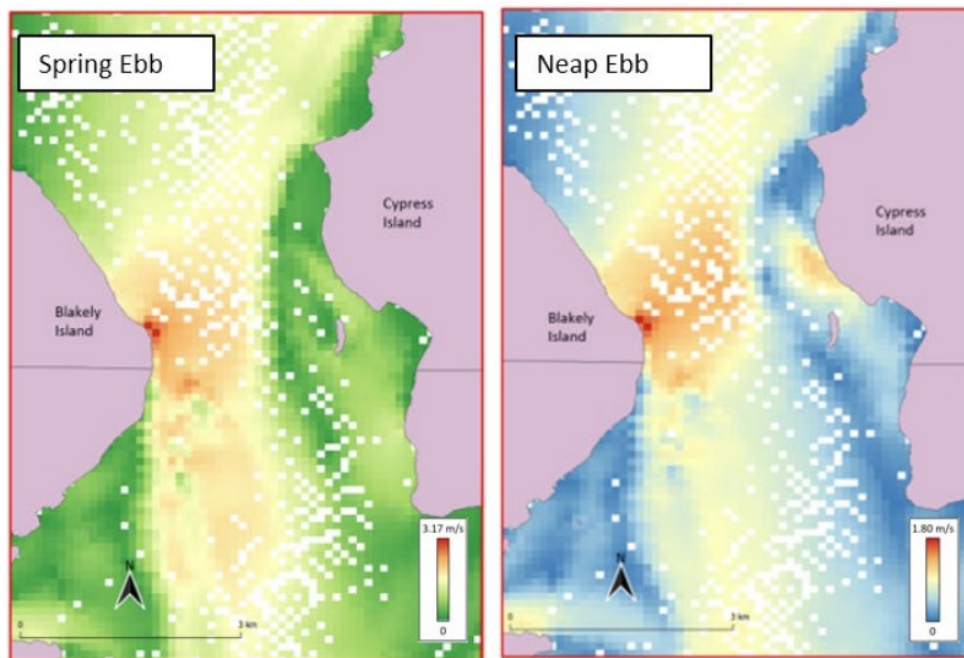 Spring Ebb
Cypress
Island
Blakely
Island
3.17 m/s
0
N
0
3 km
Neap Ebb
Cypress
Island
Blakely
Island
1.80 m/s
0
N
0
3 km